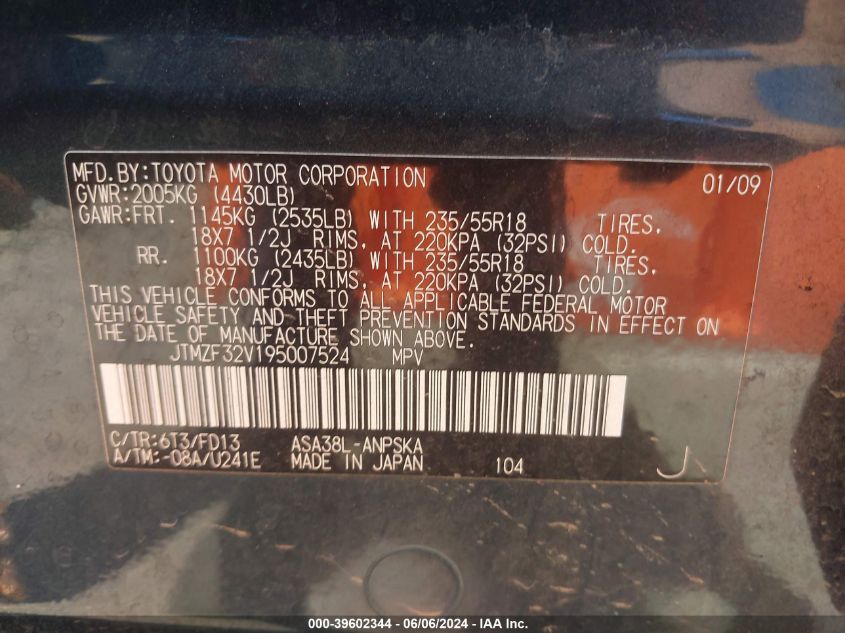 MFD.BY:TOYOTA MOTOR CORPORATION 01/09
GVWR:2005KG (4430LB)
GAWR:FRT. 1145KG (2535LB) WITH 235/55R18 TIRES,
18X7 1/2J RIMS, AT 220KPA (32PSI) COLD.
RR. 1100KG (2435LB) WITH 235/55R18 TIRES,
18X7 1/2J RIMS, AT 220KPA (32PSI) COLD.
THIS VEHICLE CONFORMS TO ALL APPLICABLE FEDERAL MOTOR
VEHICLE SAFETY AND THEFT PREVENTION STANDARDS IN EFFECT ON
THE DATE OF MANUFACTURE SHOWN ABOVE.
JTMZF32V195007524 MPV
C/TR:6T3/FD13 ASA38L-ANPSKA
A/TM:-08A/U241E MADE IN JAPAN 104 J
000-39602344 - 06/06/2024 - IAA Inc.